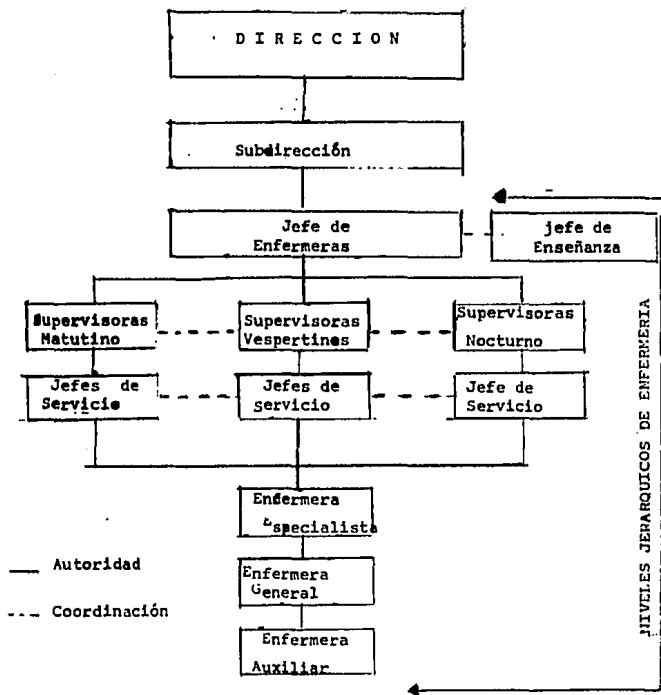 DIRECCION
Subdirección
Jefe de
Enfermeras
jefe de
Enseñanza
Supervisoras
Matutino
Supervisoras
Vespertines
Supervisoras
Nocturno
Jefes de
Servicio
Jefes de
Servicio
Jefe de
Servicio
Enfermera
Especialista
Enfermera
General
Enfermera
Auxiliar
Autoridad
Coordinación
NIVELES JERARQUICOS DE ENFERMERIA